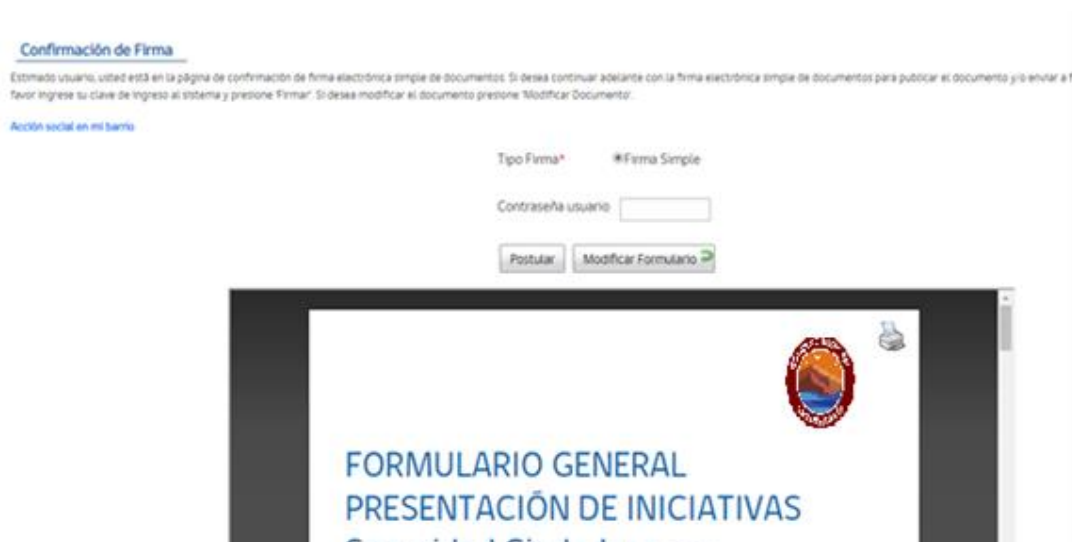 Confirmación de Firma
Estimado usuario, usted está en la página de confirmación de firma electrónica simple de documentos. Si desea continuar adelante con la firma electrónica simple de documentos para publicar el documento y/o enviar a
favor ingrese su clave de ingreso al sistema y presione 'Firmar'. Si desea modificar el documento presione 'Modificar Documento'.
Acción social en mi barrio
Tipo Firma* Firma Simple
Contraseña usuario
Postular Modificar Formulario
FORMULARIO GENERAL
PRESENTACIÓN DE INICIATIVAS